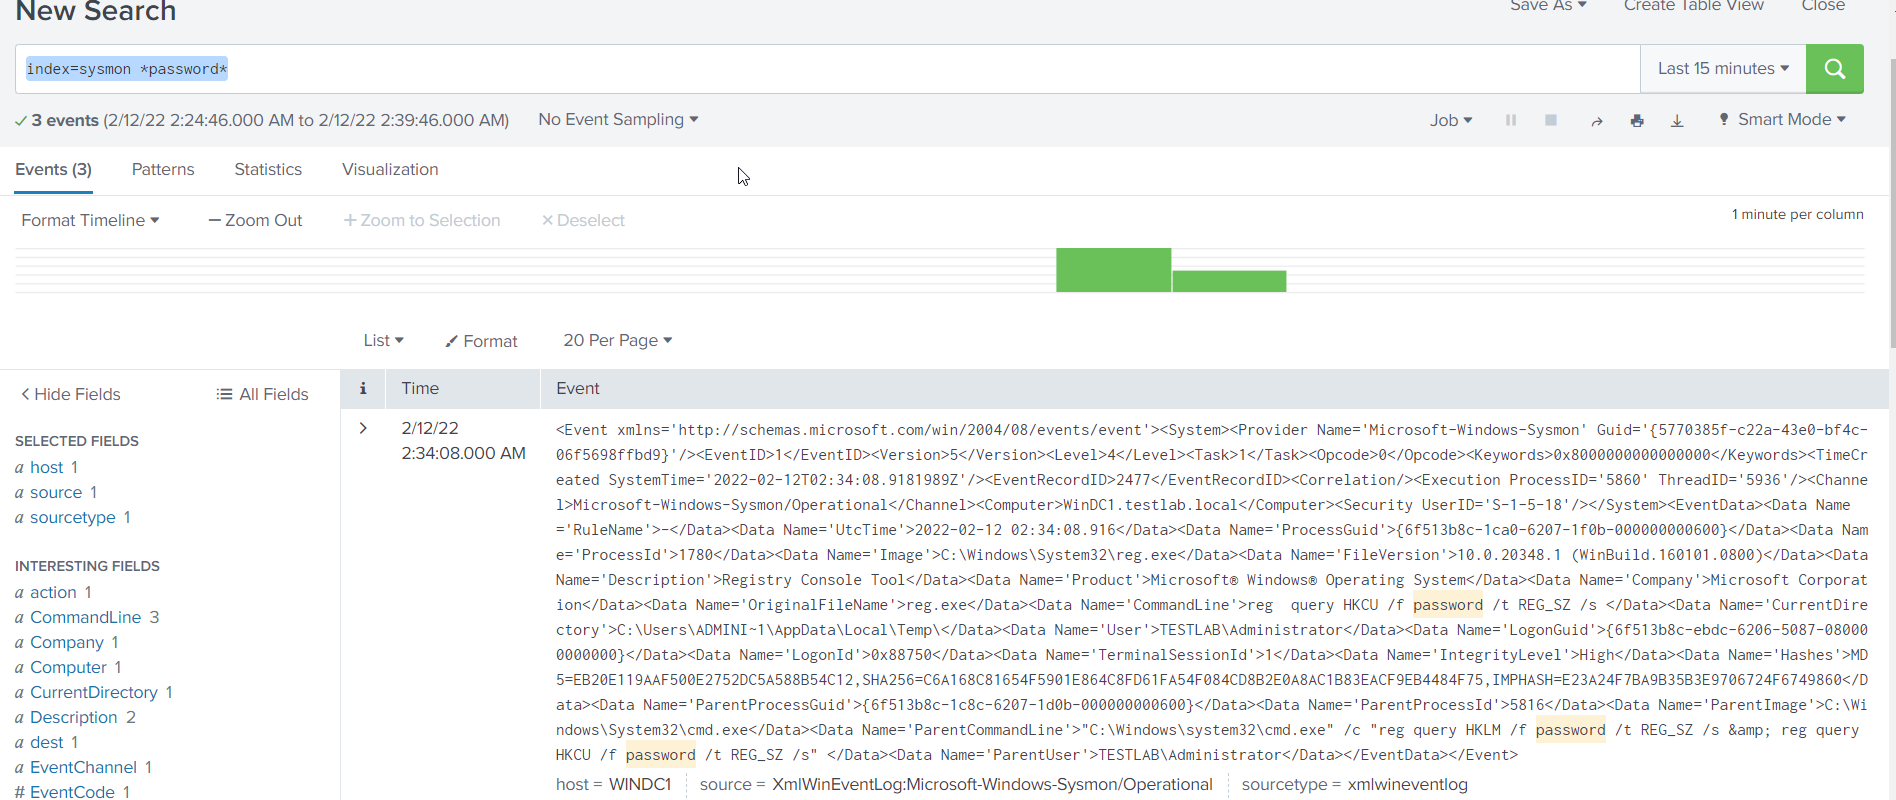 New Search
Save As
Create Table View
Close
index=sysmon *password*
Last 15 minutes
3 events (2/12/22 2:24:46.000 AM to 2/12/22 2:39:46.000 AM)
No Event Sampling
Job
Smart Mode
Events (3)
Patterns
Statistics
Visualization
Format Timeline
Zoom Out
Zoom to Selection
Deselect
1 minute per column
List
Format
20 Per Page
Hide Fields
All Fields
SELECTED FIELDS
a host 1
a source 1
a sourcetype 1
INTERESTING FIELDS
a action 1
a CommandLine 3
a Company 1
a Computer 1
a CurrentDirectory 1
a Description 2
a dest 1
a EventChannel 1
# EventCode 1
i
Time
Event
2/12/22
2:34:08.000 AM
<Event xmlns='http://schemas.microsoft.com/win/2004/08/events/event'><System><Provider Name='Microsoft-Windows-Sysmon' Guid='{5770385f-c22a-43e0-bf4c-
06f5698ffbd9}'/><EventID>1</EventID><Version>5</Version><Level>4</Level><Task>1</Task><Opcode>0</Opcode><Keywords>0x8000000000000000</Keywords><TimeCr
eated SystemTime='2022-02-12T02:34:08.9181989Z'/><EventRecordID>2477</EventRecordID><Correlation/><Execution ProcessID='5860' ThreadID='5936'/><Channe
l>Microsoft-Windows-Sysmon/Operational</Channel><Computer>WinDC1.testlab.local</Computer><Security UserID='S-1-5-18'/></System><EventData><Data Name
='RuleName'>-</Data><Data Name='UtcTime'>2022-02-12 02:34:08.916</Data><Data Name='ProcessGuid'>{6f513b8c-1ca0-6207-1f0b-000000000600}</Data><Data Nam
e='ProcessId'>1780</Data><Data Name='Image'>C:\Windows\System32\reg.exe</Data><Data Name='FileVersion'>10.0.20348.1 (WinBuild.160101.0800)</Data><Data
Name='Description'>Registry Console Tool</Data><Data Name='Product'>Microsoft® Windows® Operating System</Data><Data Name='Company'>Microsoft Corporat
ion</Data><Data Name='OriginalFileName'>reg.exe</Data><Data Name='CommandLine'>reg  query HKCU /f password /t REG_SZ /s </Data><Data Name='CurrentDire
ctory'>C:\Users\ADMINI~1\AppData\Local\Temp\</Data><Data Name='User'>TESTLAB\Administrator</Data><Data Name='LogonGuid'>{6f513b8c-ebdc-6206-5087-08000
0000000}</Data><Data Name='LogonId'>0x88750</Data><Data Name='TerminalSessionId'>1</Data><Data Name='IntegrityLevel'>High</Data><Data Name='Hashes'>MD
5=EB20E119AAF500E2752DC5A588B54C12,SHA256=C6A168C81654F5901E864C8FD61FA54F084CD8B2E0A8AC1B83EACF9EB4484F75,IMPHASH=E23A24F7BA9B35B3E9706724F6749860</D
ata><Data Name='ParentProcessGuid'>{6f513b8c-1c8c-6207-1d0b-000000000600}</Data><Data Name='ParentProcessId'>5816</Data><Data Name='ParentImage'>C:\Wi
ndows\System32\cmd.exe</Data><Data Name='ParentCommandLine'>"C:\Windows\system32\cmd.exe" /c "reg query HKLM /f password /t REG_SZ /s &amp; reg query
HKCU /f password /t REG_SZ /s" </Data><Data Name='ParentUser'>TESTLAB\Administrator</Data></EventData></Event>
host = WINDC1
source = XmlWinEventLog:Microsoft-Windows-Sysmon/Operational
sourcetype = xmlwineventlog